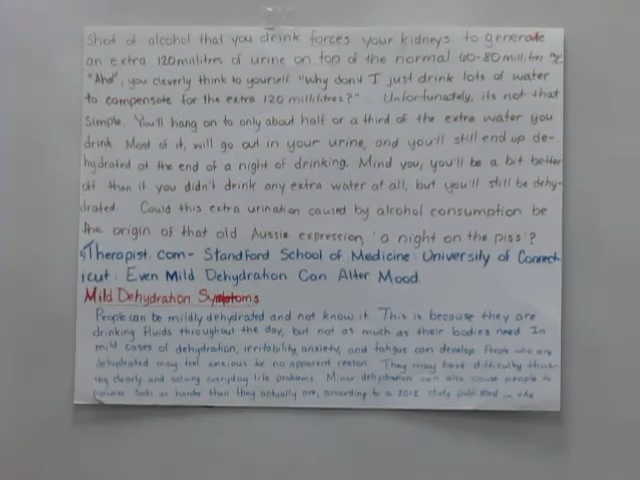 Shot of alcohol that you drink forces your kidneys to generate
an extra 120millitres of urine on top of the normal 60-80 millitres
"Aha", you cleverly think to yourself "Why don't I just drink lots of water
to compensate for the extra 120 millilitres?". Unfortunately, its not that
simple. You'll hang on to only about half or a third of the extra water you
drink. Most of it, will go out in your urine, and you'll still end up de-
hydrated at the end of a night of drinking. Mind you, you'll be a bit better
off than if you didn't drink any extra water at all, but you'll still be dehy-
drated. Could this extra urination caused by alcohol consumption be
the origin of that old Aussie expression, 'a night on the piss'?
Therapist.com- Standford School of Medicine: University of Connect-
icut: Even Mild Dehydration Can Alter Mood
Mild Dehydration Symptoms
People can be mildly dehydrated and not know it. This is because they are
drinking fluids throughout the day, but not as much as their bodies need. In
mild cases of dehydration, irritability, anxiety, and fatigue can develop. People who are
dehydrated may feel anxious for no apparent reason. They may have difficulty think-
ing clearly and solving everyday life problems. Minor dehydration can also cause people to
perceive tasks as harder than they actually are, according to a 2012 study published in the